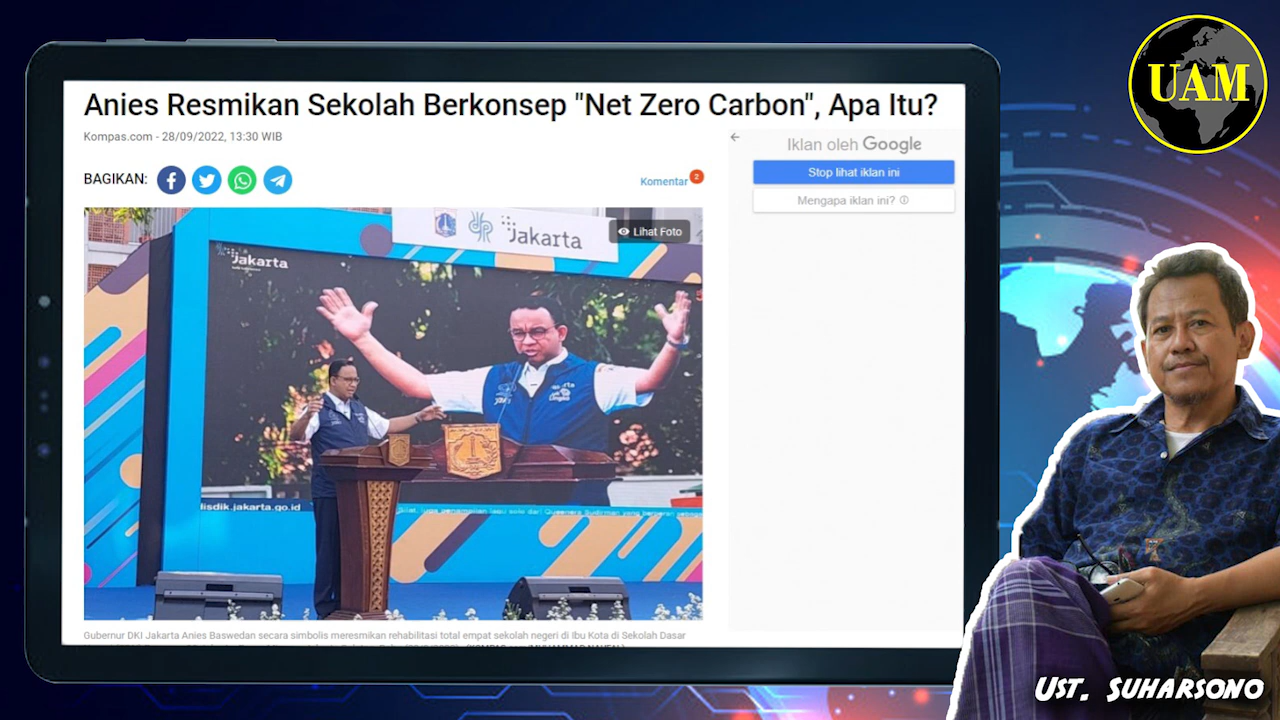 Anies Resmikan Sekolah Berkonsep "Net Zero Carbon", Apa Itu?
Kompas.com - 28/09/2022, 13:30 WIB
BAGIKAN:
Komentar 2
Iklan oleh Google
Stop lihat iklan ini
Mengapa iklan ini?
Lihat Foto
Jakarta
Jakarta
lisdik.jakarta.go.id
Gubernur DKI Jakarta Anies Baswedan secara simbolis meresmikan rehabilitasi total empat sekolah negeri di Ibu Kota di Sekolah Dasar
UAM
Ust. Suharsono